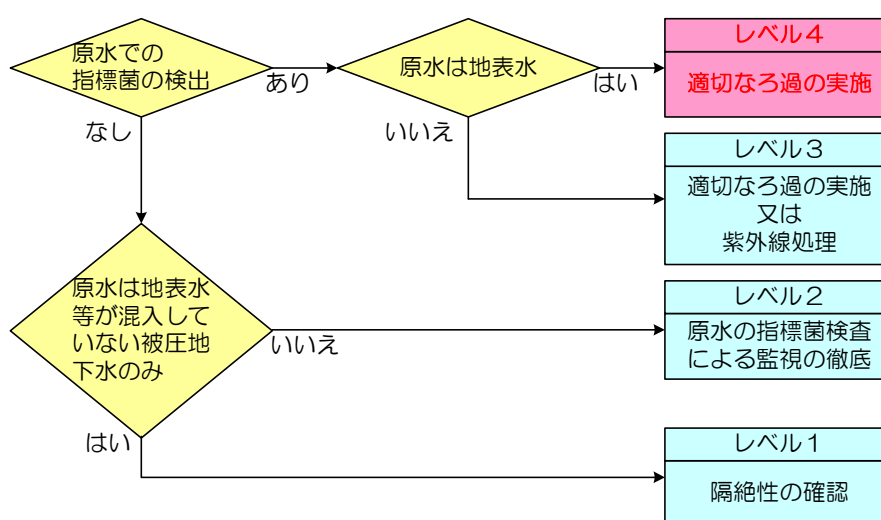 原水での
指標菌の検出
あり
原水は地表水
はい
レベル４
適切なろ過の実施
なし
いいえ
レベル３
適切なろ過の実施
又は
紫外線処理
原水は地表水
等が混入して
いない被圧地
下水のみ
いいえ
レベル２
原水の指標菌検査
による監視の徹底
はい
レベル１
隔絶性の確認